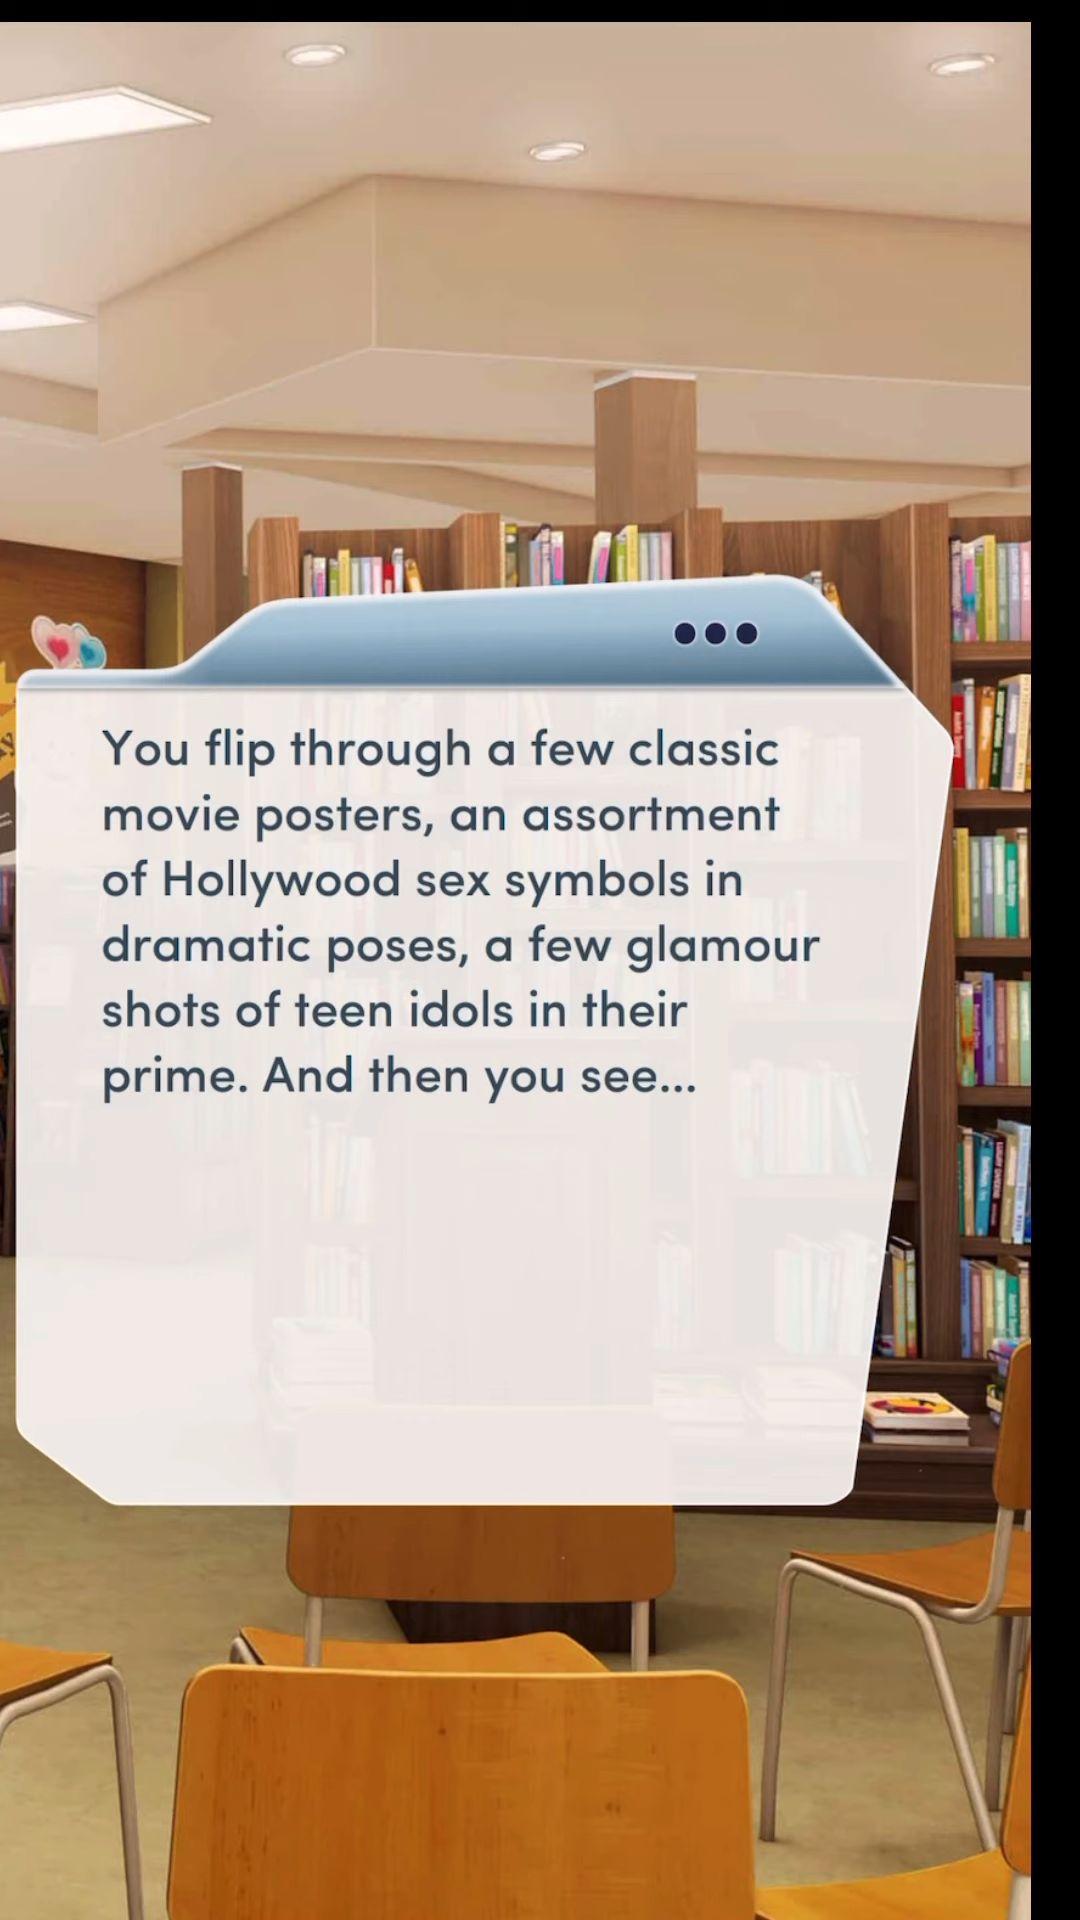 You flip through a few classic
movie posters, an assortment
of Hollywood sex symbols in
dramatic poses, a few glamour
shots of teen idols in their
prime. And then you see...